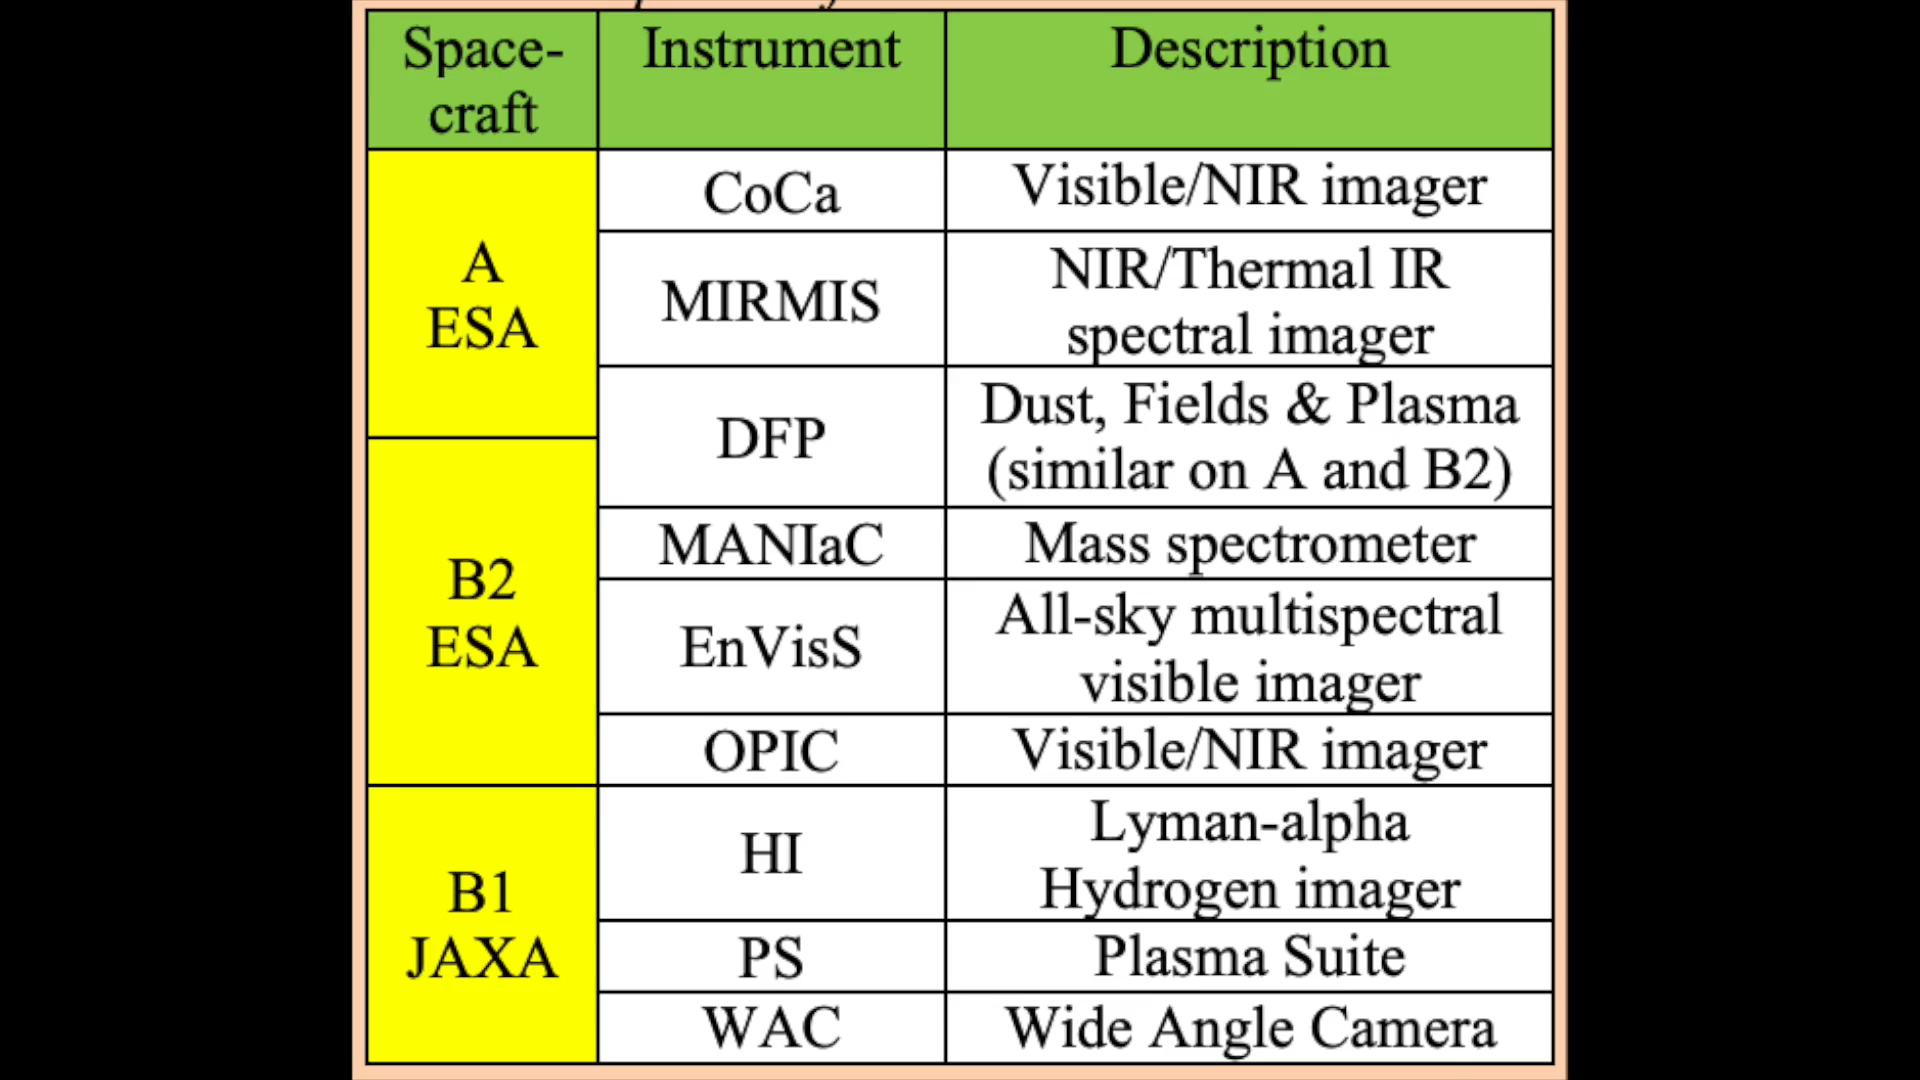 Space-
craft
Instrument
Description
A
ESA
CoCa
Visible/NIR imager
MIRMIS
NIR/Thermal IR
spectral imager
DFP
Dust, Fields & Plasma
(similar on A and B2)
B2
ESA
MANIaC
Mass spectrometer
EnVisS
All-sky multispectral
visible imager
OPIC
Visible/NIR imager
B1
JAXA
HI
Lyman-alpha
Hydrogen imager
PS
Plasma Suite
WAC
Wide Angle Camera